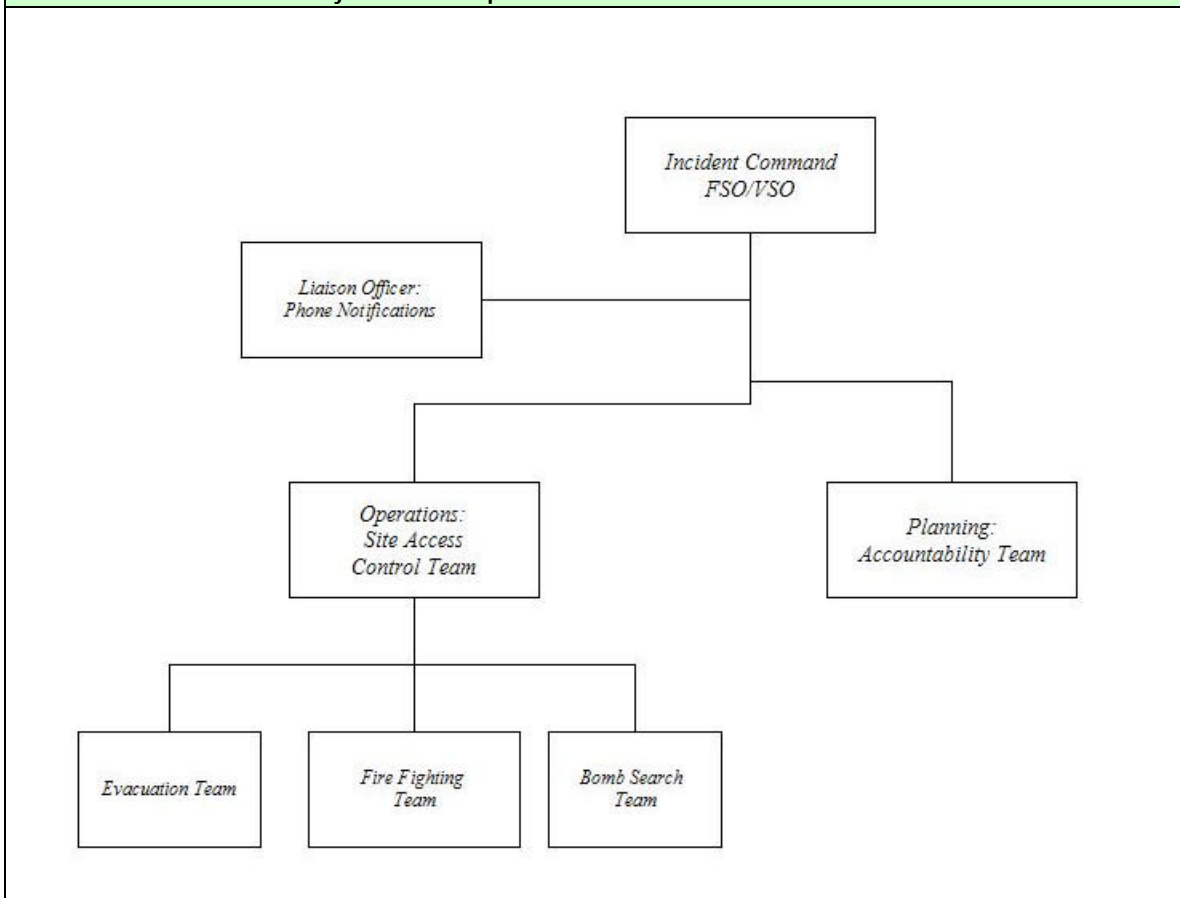 Incident Command
FSO/VSO
Liaison Officer:
Phone Notifications
Operations:
Site Access
Control Team
Planning:
Accountability Team
Evacuation Team
Fire Fighting
Team
Bomb Search
Team